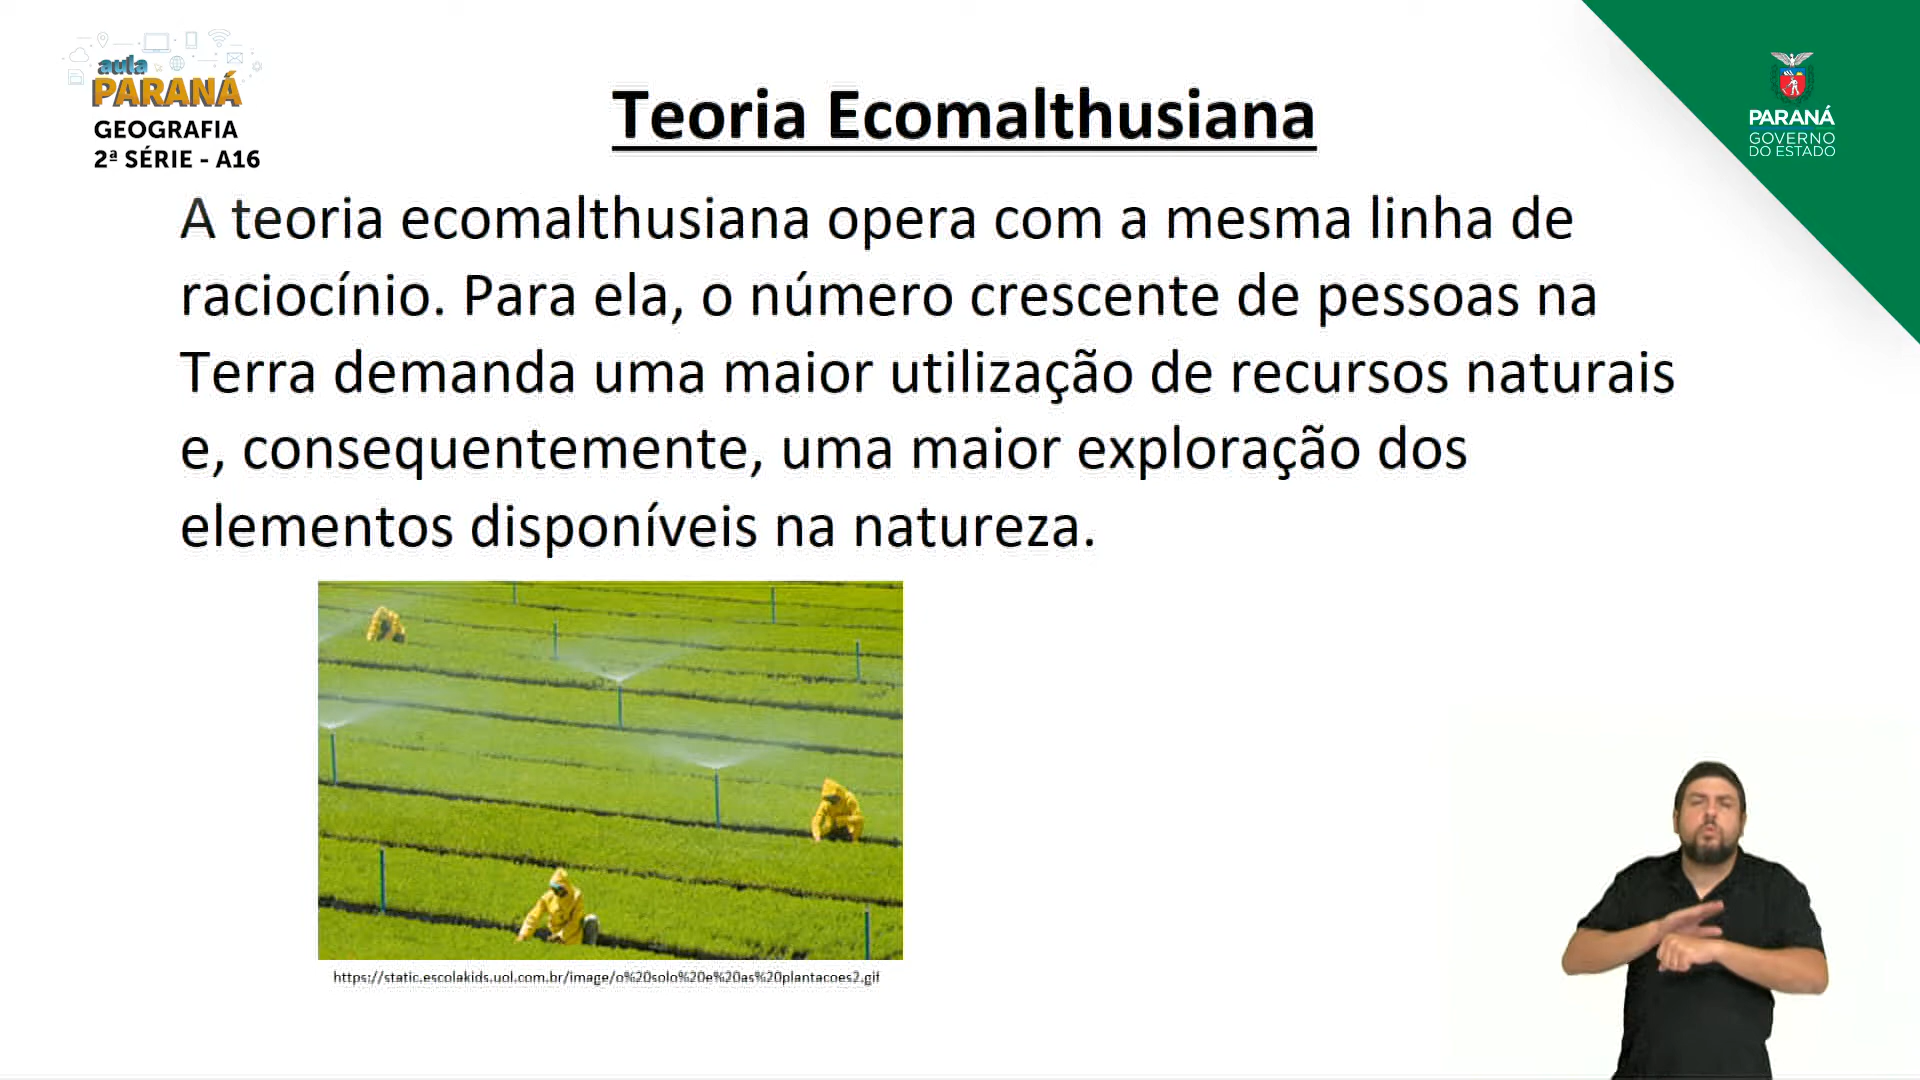 aula
PARANÁ
GEOGRAFIA
2ª SÉRIE - A16
Teoria Ecomalthusiana
PARANÁ
GOVERNO
DO ESTADO
A teoria ecomalthusiana opera com a mesma linha de
raciocínio. Para ela, o número crescente de pessoas na
Terra demanda uma maior utilização de recursos naturais
e, consequentemente, uma maior exploração dos
elementos disponíveis na natureza.
https://static.escolakids.uol.com.br/image/o%20solo%20e%20as%20plantacoes2.gif